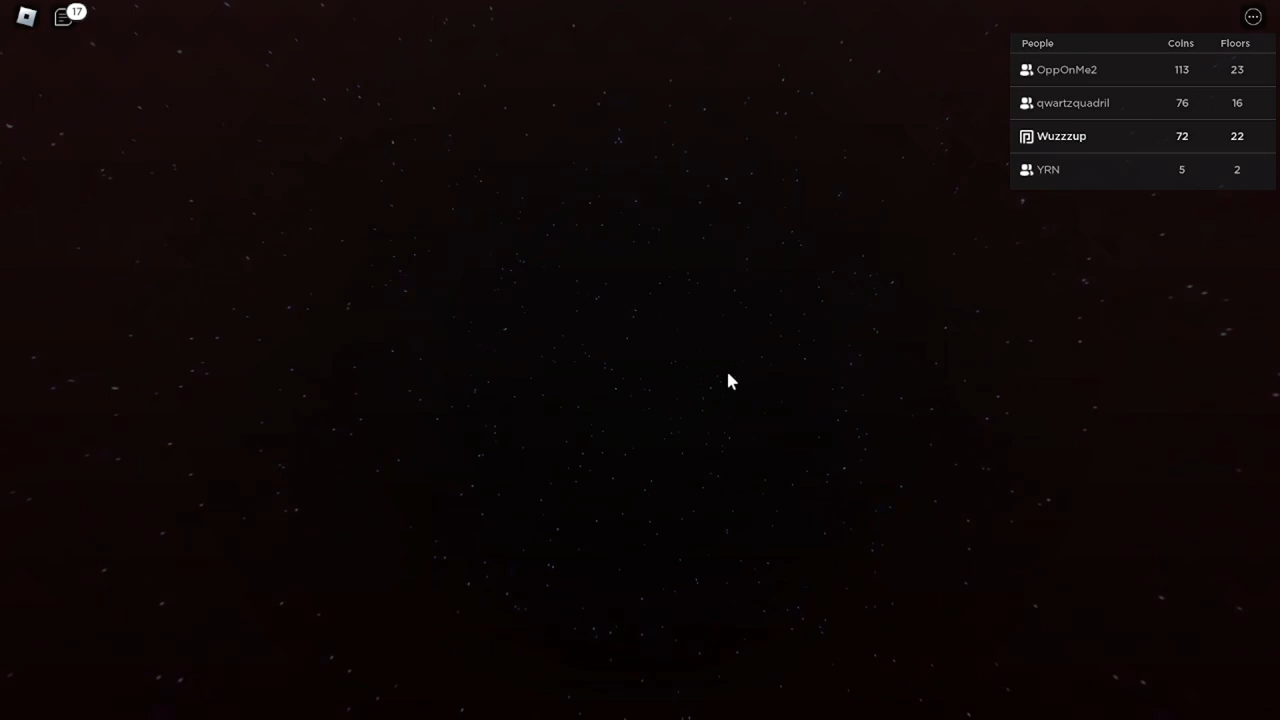 17
People Coins Floors
OppOnMe2 113 23
qwartzquadril 76 16
Wuzzzup 72 22
YRN 5 2